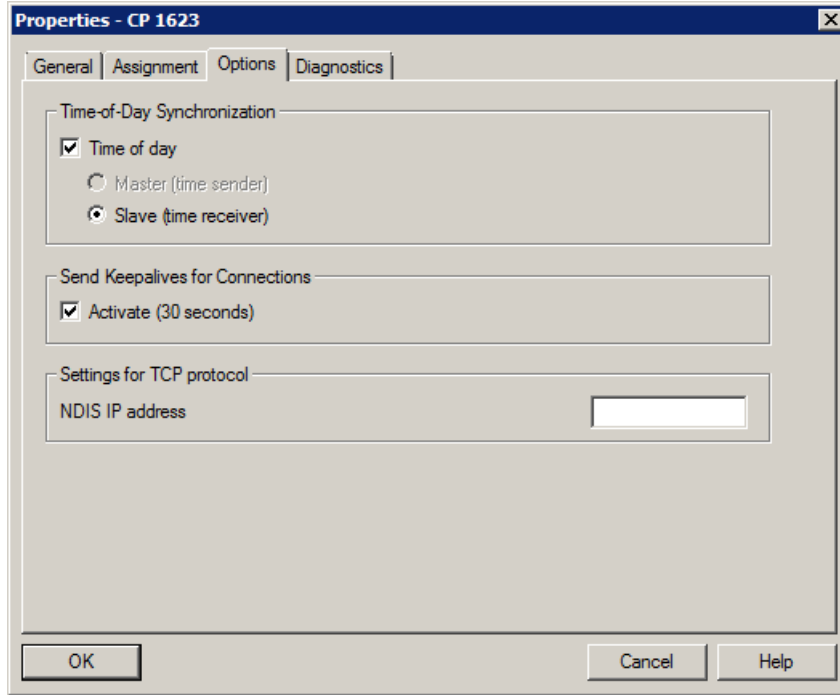 Properties - CP 1623
General Assignment Options Diagnostics
Time-of-Day Synchronization
Time of day
Master (time sender)
Slave (time receiver)
Send Keepalives for Connections
Activate (30 seconds)
Settings for TCP protocol
NDIS IP address
OK Cancel Help